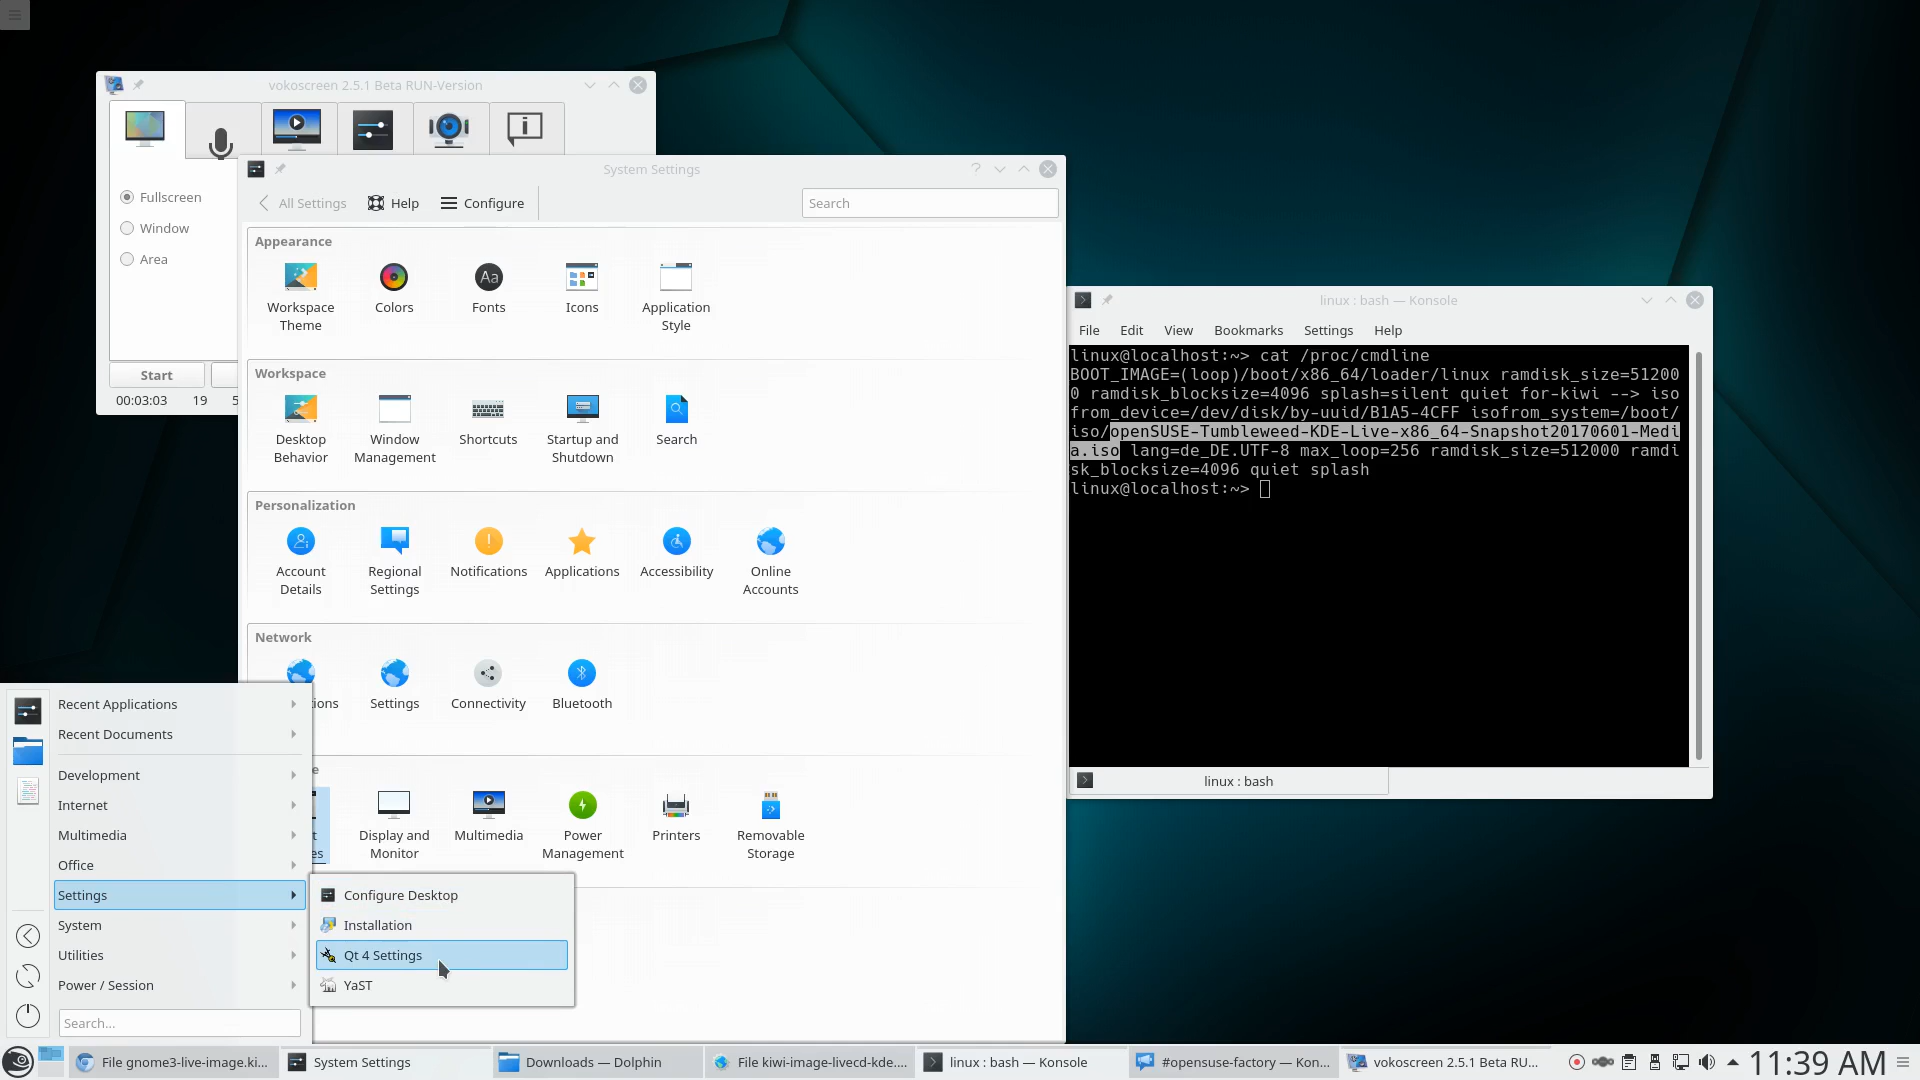 vokoscreen 2.5.1 Beta RUN-Version
Fullscreen
Window
Area
Start
00:03:03
19
5
System Settings
All Settings
Help
Configure
Search
Appearance
Workspace
Theme
Colors
Fonts
Icons
Application
Style
Workspace
Desktop
Behavior
Window
Management
Shortcuts
Startup and
Shutdown
Search
Personalization
Account
Details
Regional
Settings
Notifications
Applications
Accessibility
Online
Accounts
Network
ions
Settings
Connectivity
Bluetooth
e
t
es
Display and
Monitor
Multimedia
Power
Management
Printers
Removable
Storage
linux : bash — Konsole
File Edit View Bookmarks Settings Help
linux@localhost:~> cat /proc/cmdline
BOOT_IMAGE=(loop)/boot/x86_64/loader/linux ramdisk_size=51200
0 ramdisk_blocksize=4096 splash=silent quiet for-kiwi --> iso
from_device=/dev/disk/by-uuid/B1A5-4CFF isofrom_system=/boot/
iso/openSUSE-Tumbleweed-KDE-Live-x86_64-Snapshot20170601-Medi
a.iso lang=de_DE.UTF-8 max_loop=256 ramdisk_size=512000 ramdi
sk_blocksize=4096 quiet splash
linux@localhost:~>
linux : bash
Recent Applications
Recent Documents
Development
Internet
Multimedia
Office
Settings
System
Utilities
Power / Session
Search...
Configure Desktop
Installation
Qt 4 Settings
YaST
File gnome3-live-image.ki...
System Settings
Downloads — Dolphin
File kiwi-image-livecd-kde....
linux : bash — Konsole
#opensuse-factory — Kon...
vokoscreen 2.5.1 Beta RU...
11:39 AM